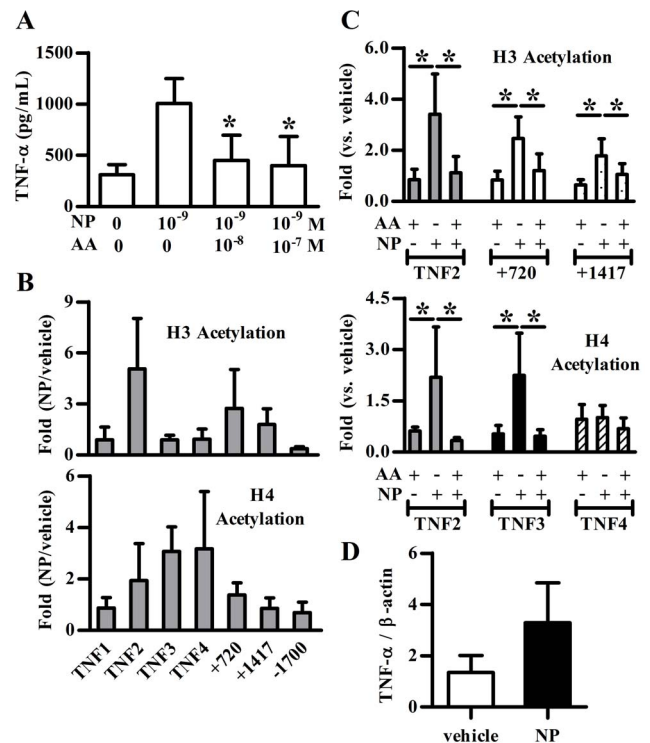 A
TNF-α (pg/mL)
1500
1000
500
0
* *
NP 0 10⁻⁹ 10⁻⁹ 10⁻⁹ M
AA 0 0 10⁻⁸ 10⁻⁷ M
B
Fold (NP/vehicle)
9
6
3
0
H3 Acetylation
Fold (NP/vehicle)
6
4
2
0
H4
Acetylation
TNF1 TNF2 TNF3 TNF4 +720 +1417 -1700
C
Fold (vs. vehicle)
6.0
4.0
2.0
0.0
H3 Acetylation
* * * * * *
AA + - + + - + + - +
NP - + + - + + - + +
TNF2 +720 +1417
Fold (vs. vehicle)
4.5
3.0
1.5
0.0
H4
Acetylation
* * * *
AA + - + + - + + - +
NP - + + - + + - + +
TNF2 TNF3 TNF4
D
TNF-α / β-actin
6
4
2
0
vehicle NP